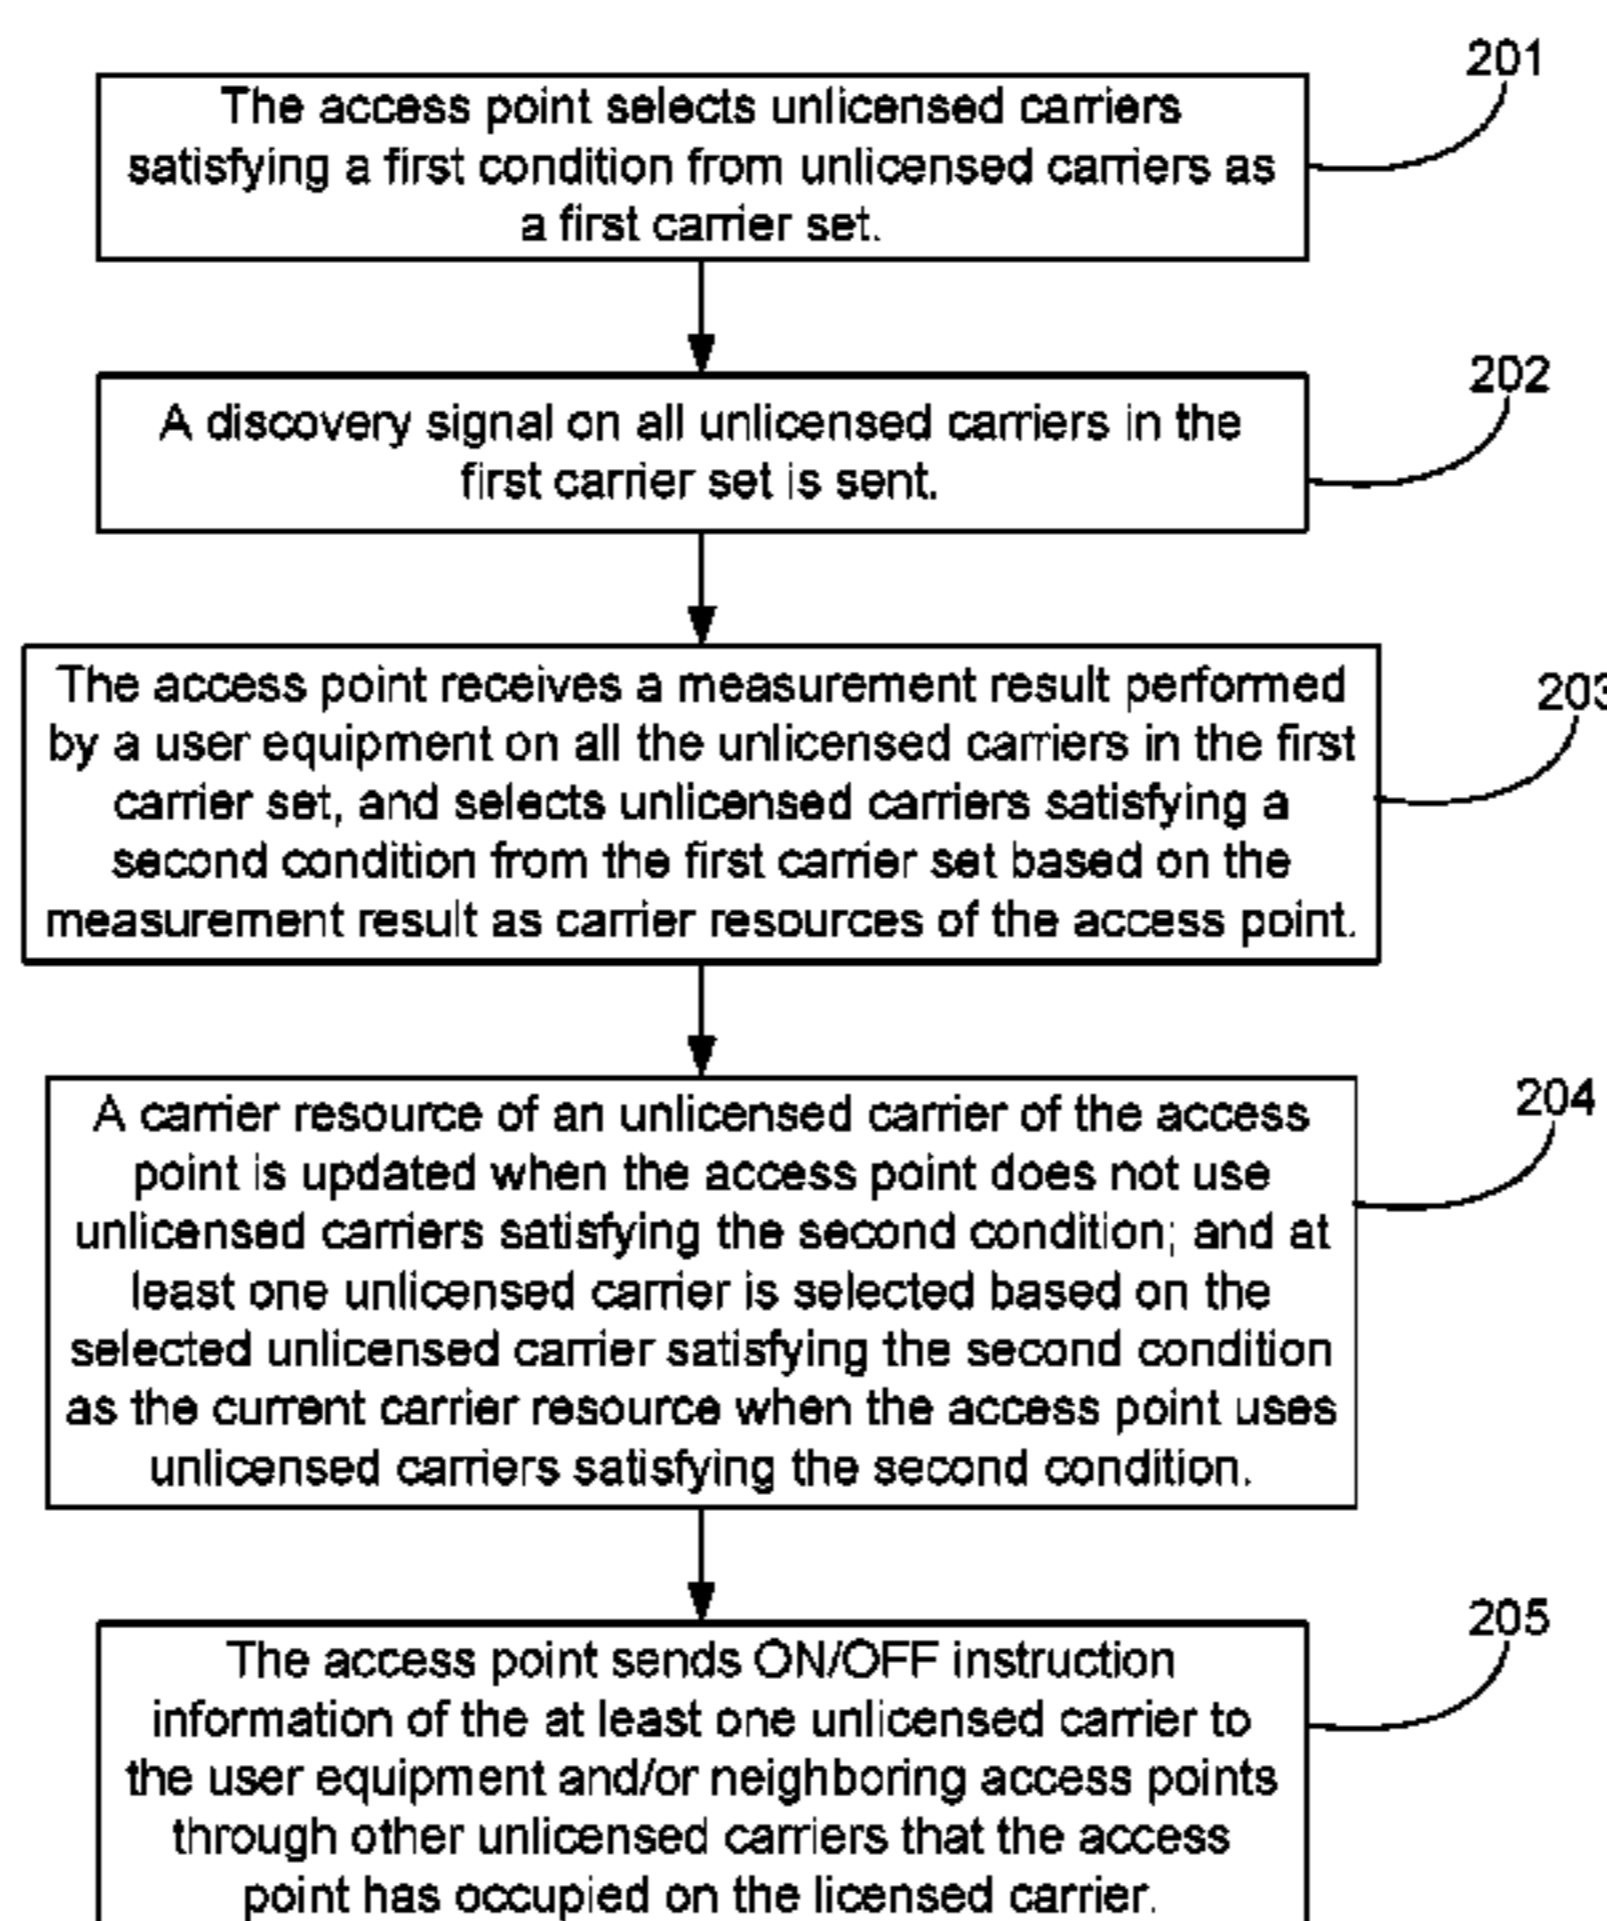 201
The access point selects unlicensed carriers
satisfying a first condition from unlicensed carriers as
a first carrier set.
202
A discovery signal on all unlicensed carriers in the
first carrier set is sent.
203
The access point receives a measurement result performed
by a user equipment on all the unlicensed carriers in the first
carrier set, and selects unlicensed carriers satisfying a
second condition from the first carrier set based on the
measurement result as carrier resources of the access point.
204
A carrier resource of an unlicensed carrier of the access
point is updated when the access point does not use
unlicensed carriers satisfying the second condition; and at
least one unlicensed carrier is selected based on the
selected unlicensed carrier satisfying the second condition
as the current carrier resource when the access point uses
unlicensed carriers satisfying the second condition.
205
The access point sends ON/OFF instruction
information of the at least one unlicensed carrier to
the user equipment and/or neighboring access points
through other unlicensed carriers that the access
point has occupied on the licensed carrier.